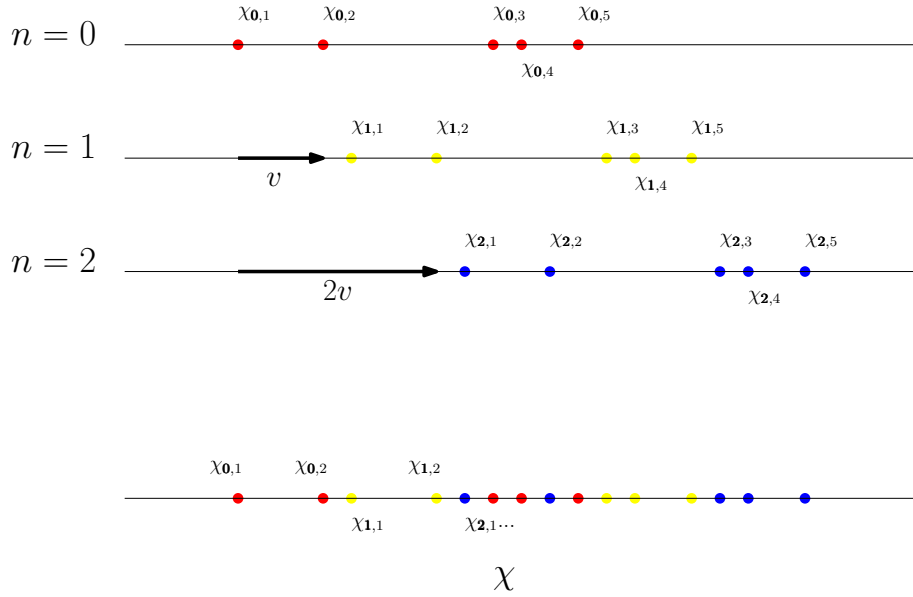 χ0,1 χ0,2 χ0,3 χ0,5
n = 0
χ0,4
χ1,1 χ1,2 χ1,3 χ1,5
n = 1
v χ1,4
χ2,1 χ2,2 χ2,3 χ2,5
n = 2
2v χ2,4
χ0,1 χ0,2 χ1,2
χ1,1 χ2,1···
χ